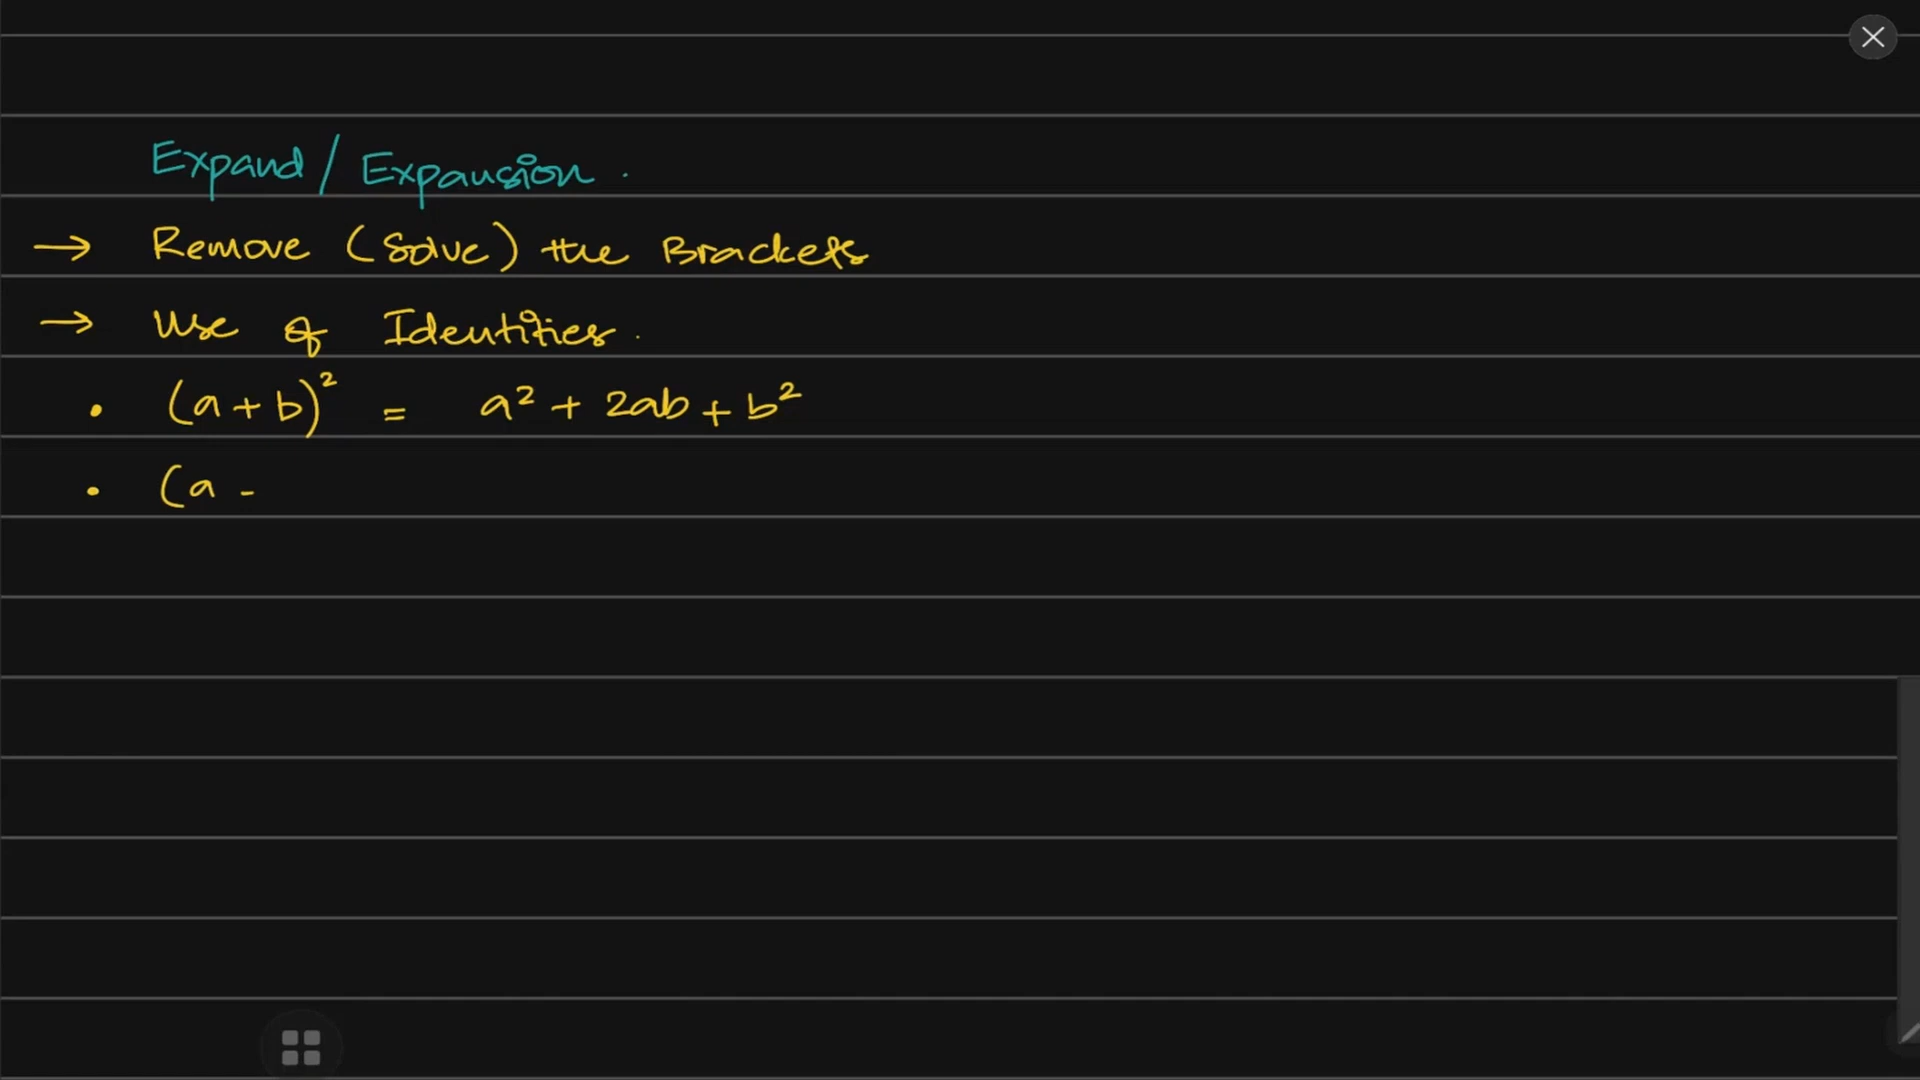 Expand / Expansion.
→ Remove (Solve) the Brackets
→ Use of Identities.
• (a + b)² = a² + 2ab + b²
• (a -